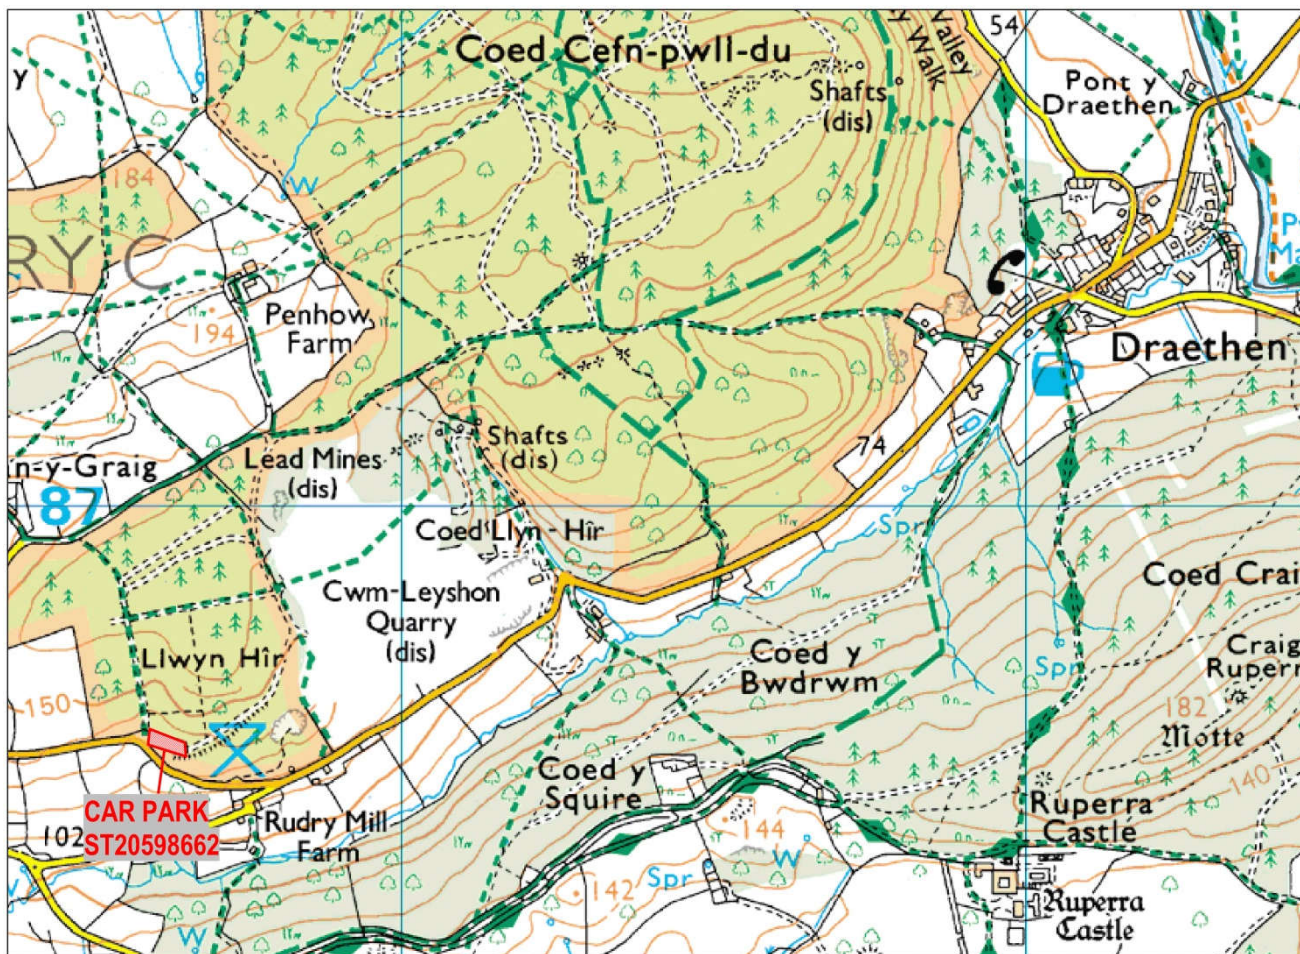 174
54
Coed Cefn-pwll-du
Valley
y Walk
Shafts
(dis)
Pont y
Draethen
y
W
184
W
RY C
194
Penhow
Farm
Draethen
74
Shafts
(dis)
Lead Mines
(dis)
n-y-Graig
87
Coed Llyn-Hîr
Spr
Cwm-Leyshon
Quarry
(dis)
Llwyn Hîr
Coed y
Bwdrwm
Coed Crai
Craig
Ruperr
Spr
182
Motte
150
140
Coed y
Squire
CAR PARK
ST20598662
102
Rudry Mill
Farm
144
W
Ruperra
Castle
142
Spr
W
W
Ruperra
Castle